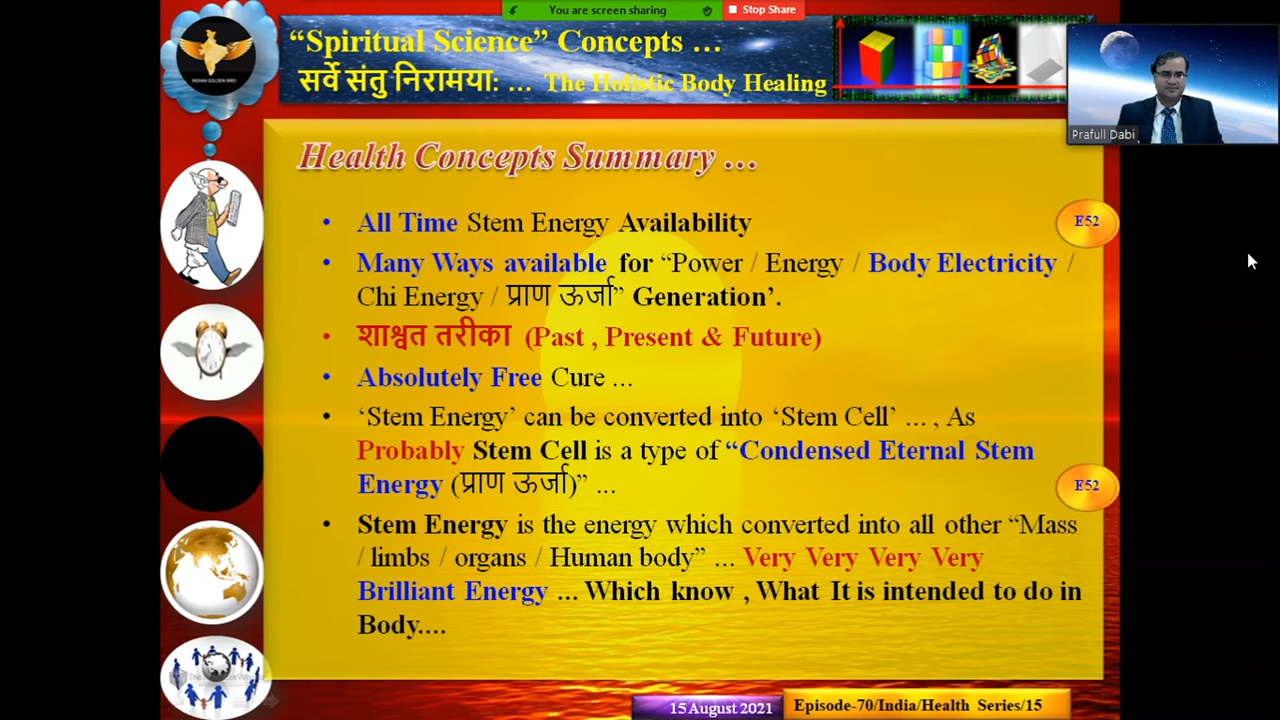 You are screen sharing
Stop Share
“Spiritual Science” Concepts …
सर्वे संतु निरामयाः … The Holistic Body Healing
INDIAN GOLDEN BIRD
Prafull Dabi
Health Concepts Summary …
• All Time Stem Energy Availability
E52
• Many Ways available for “Power / Energy / Body Electricity /
Chi Energy / प्राण ऊर्जा” Generation’.
• शाश्वत तरीका (Past , Present & Future)
• Absolutely Free Cure …
• ‘Stem Energy’ can be converted into ‘Stem Cell’ … , As
Probably Stem Cell is a type of “Condensed Eternal Stem
Energy (प्राण ऊर्जा)” …
E52
• Stem Energy is the energy which converted into all other “Mass
/ limbs / organs / Human body” … Very Very Very Very
Brilliant Energy … Which know , What It is intended to do in
Body....
15 August 2021
Episode-70/India/Health Series/15